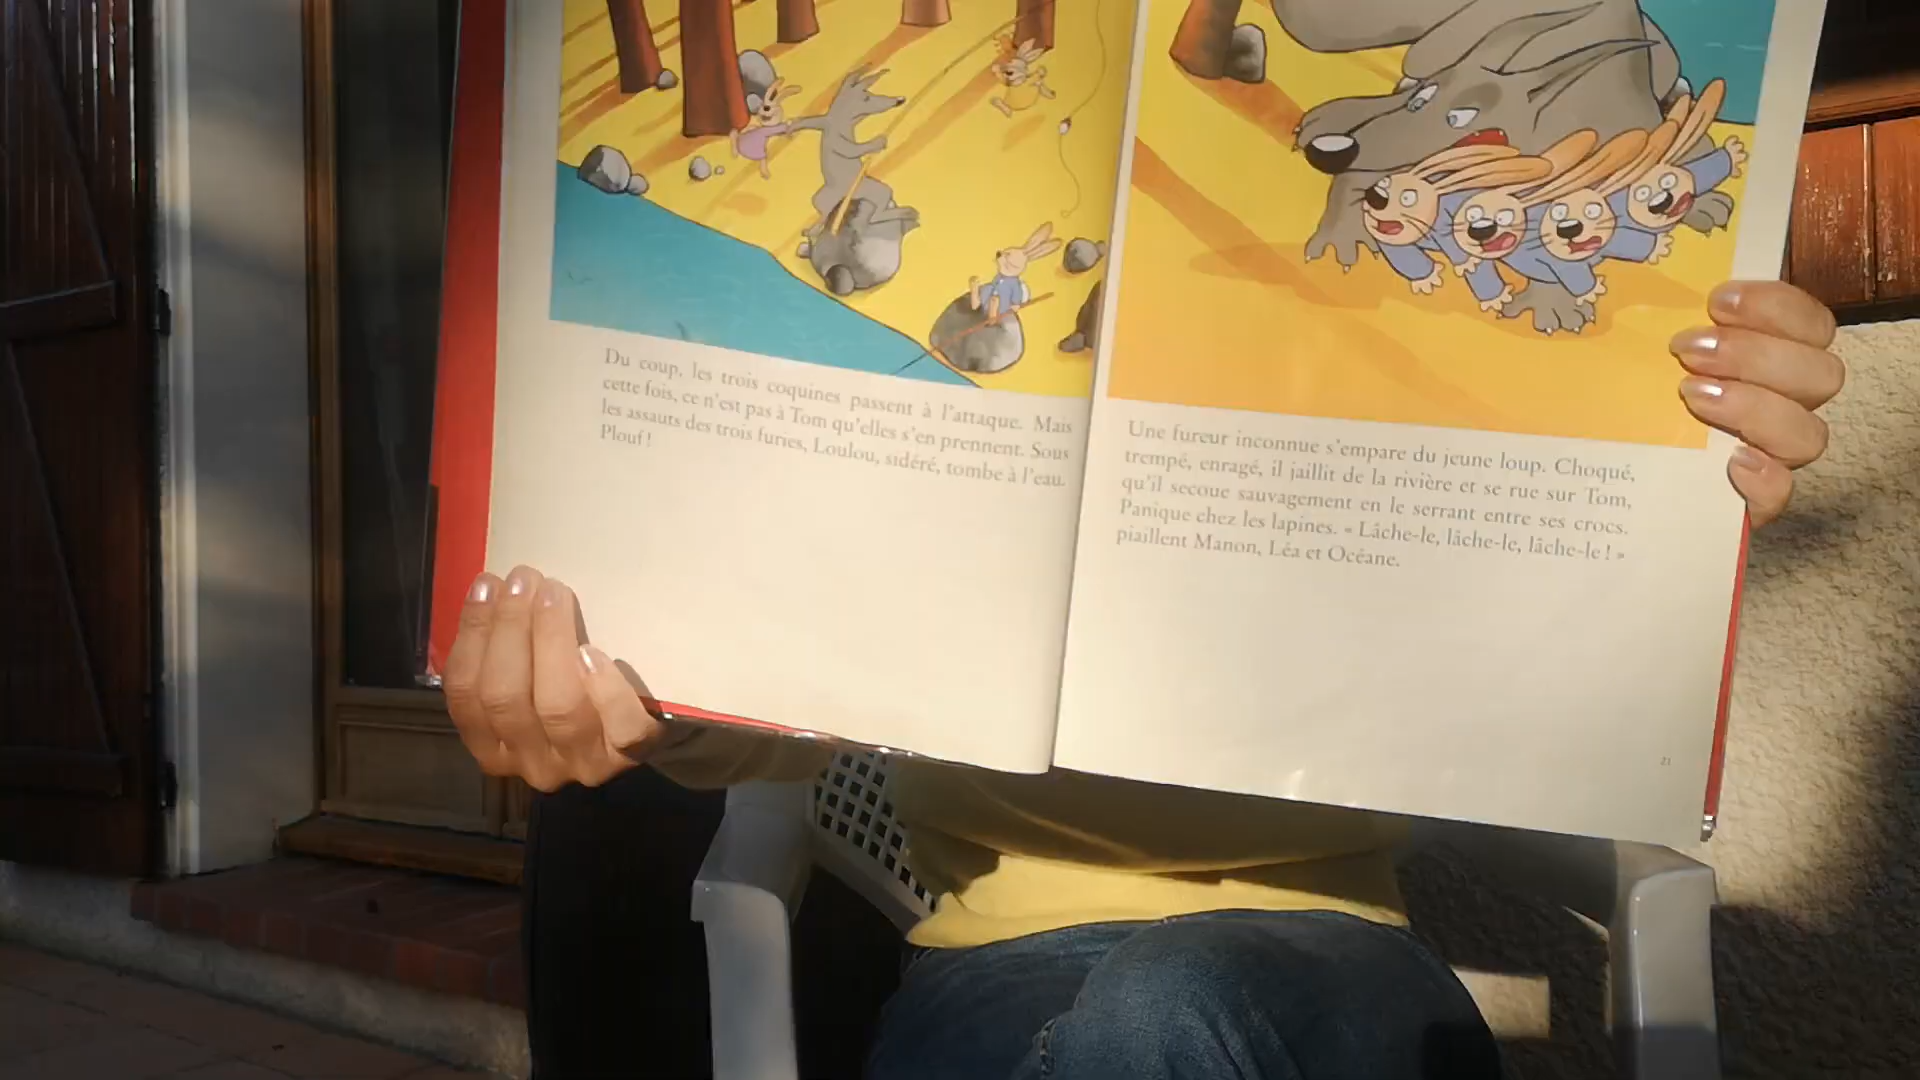 Du coup, les trois coquines passent à l'attaque. Mais
cette fois, ce n'est pas à Tom qu'elles s'en prennent. Sous
les assauts des trois furies, Loulou, sidéré, tombe à l'eau.
Plouf !
Une fureur inconnue s'empare du jeune loup. Choqué,
trempé, enragé, il jaillit de la rivière et se rue sur Tom,
qu'il secoue sauvagement en le serrant entre ses crocs.
Panique chez les lapines. « Lâche-le, lâche-le, lâche-le ! »
piaillent Manon, Léa et Océane.
21